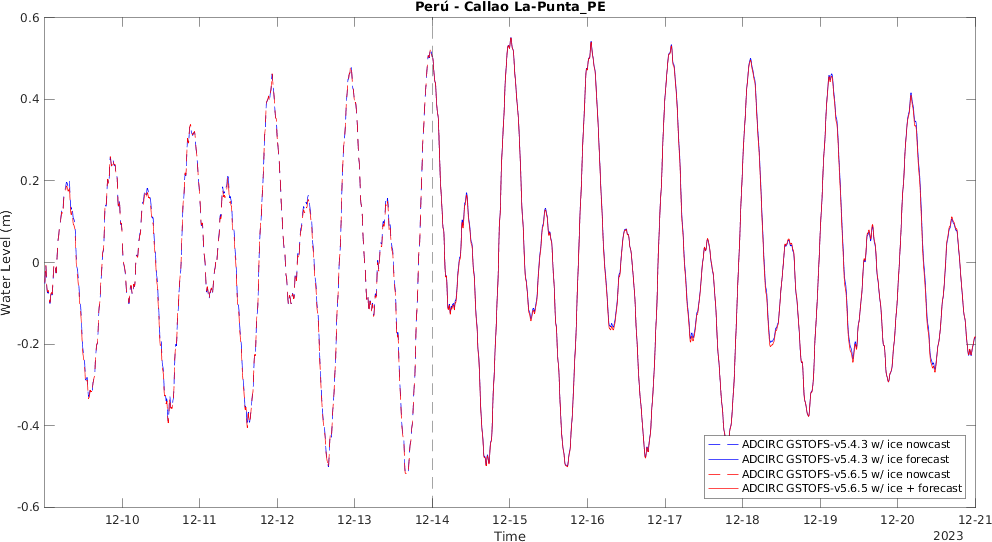 Perú - Callao La-Punta_PE
Water Level (m)
0.6
0.4
0.2
0
-0.2
-0.4
-0.6
ADCIRC GSTOFS-v5.4.3 w/ ice nowcast
ADCIRC GSTOFS-v5.4.3 w/ ice forecast
ADCIRC GSTOFS-v5.6.5 w/ ice nowcast
ADCIRC GSTOFS-v5.6.5 w/ ice + forecast
12-10 12-11 12-12 12-13 12-14 12-15 12-16 12-17 12-18 12-19 12-20 12-21
Time
2023